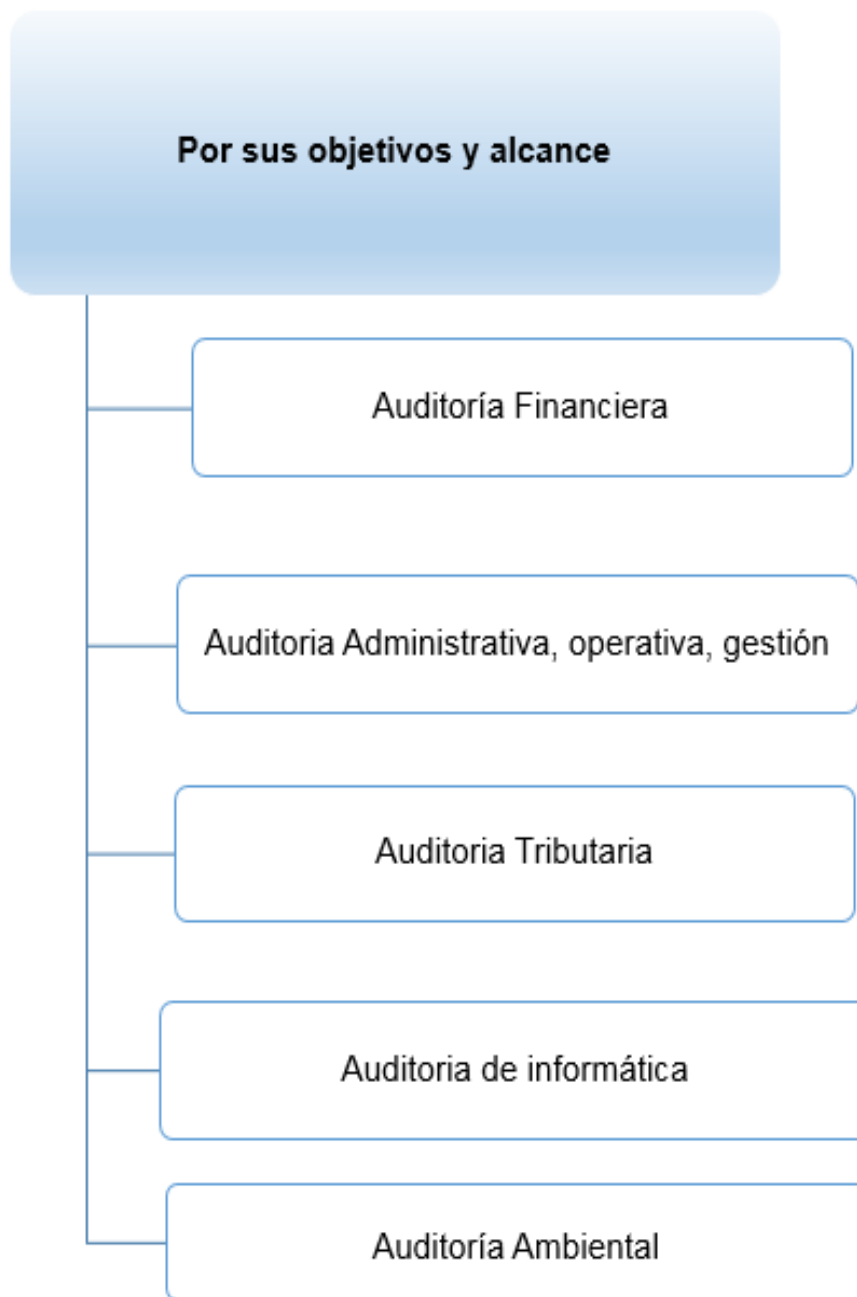 Por sus objetivos y alcance
Auditoría Financiera
Auditoria Administrativa, operativa, gestión
Auditoria Tributaria
Auditoria de informática
Auditoría Ambiental